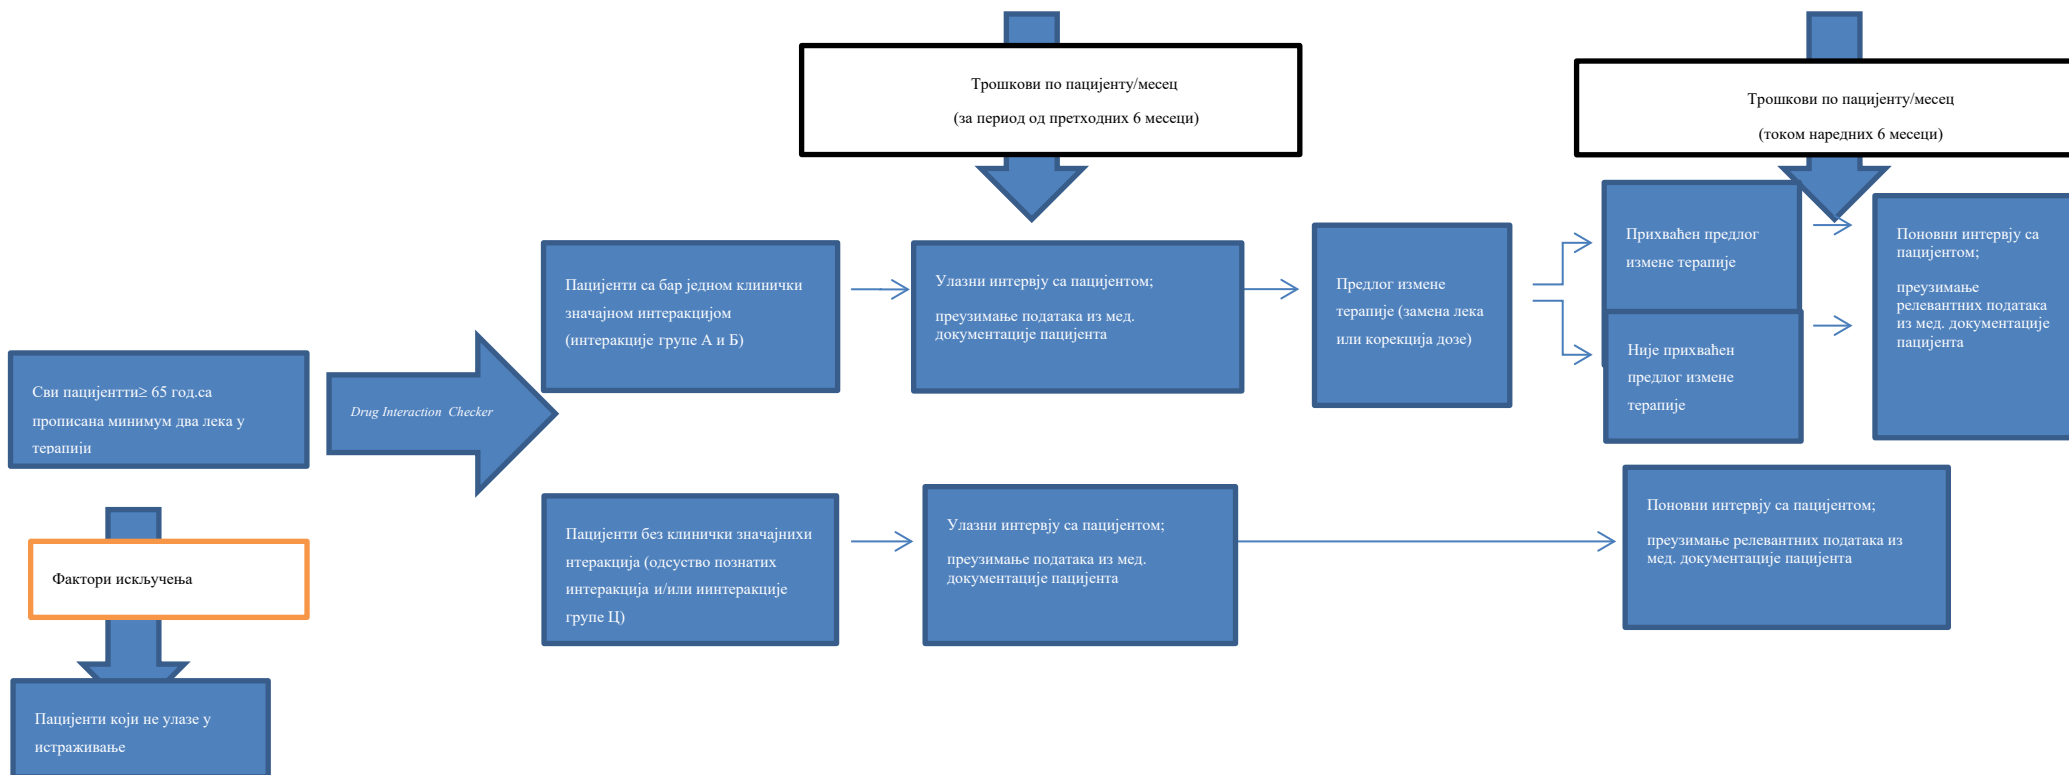 Трошкови по пацијенту/месец
(за период од претходних 6 месеци)
Трошкови по пацијенту/месец
(током наредних 6 месеци)
Сви пацијентти≥ 65 год.са
прописана минимум два лека у
терапији
Drug Interaction Checker
Пацијенти са бар једном клинички
значајном интеракцијом
(интеракције групе А и Б)
Улазни интервју са пацијентом;
преузимање података из мед.
документације пацијента
Предлог измене
терапије (замена лека
или корекција дозе)
Прихваћен предлог
измене терапије
Није прихваћен
предлог измене
терапије
Поновни интервју са
пацијентом;
преузимање
релевантних података
из мед. документације
пацијента
Пацијенти без клинички значајнихи
нтеракција (одсуство познатих
интеракција и/или иинтеракције
групе Ц)
Улазни интервју са пацијентом;
преузимање података из мед.
документације пацијента
Поновни интервју са пацијентом;
преузимање релевантних података из
мед. документације пацијента
Фактори искључења
Пацијенти који не улазе у
истраживање